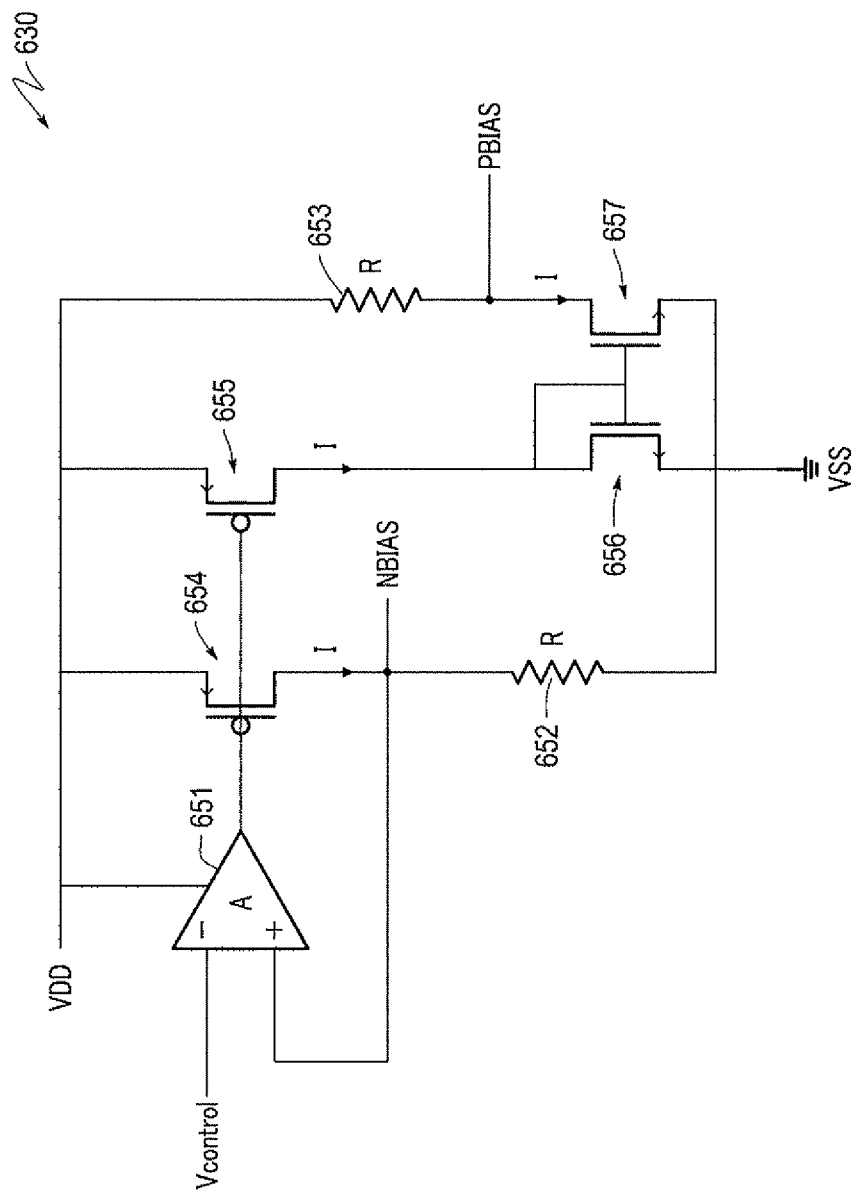 630
VDD
Vcontrol
651
A
−
+
654
I
NBIAS
R
652
655
I
656
VSS
653
R
PBIAS
I
657